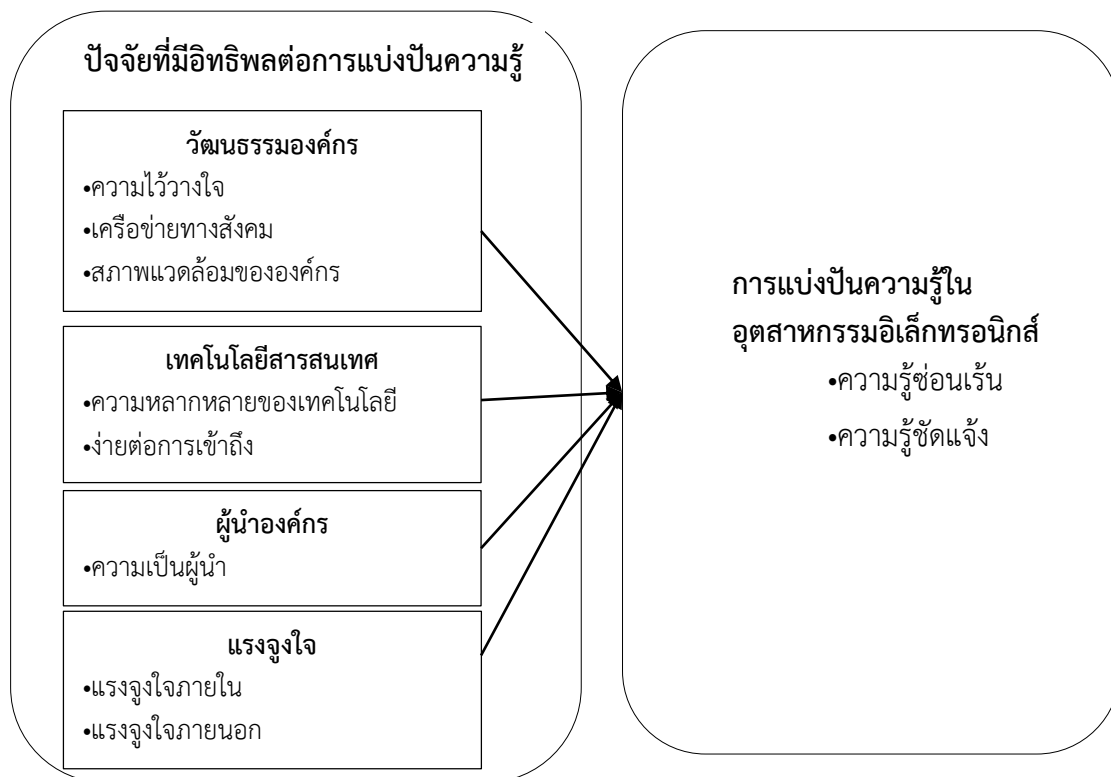 ปัจจัยที่มีอิทธิพลต่อการแบ่งปันความรู้
วัฒนธรรมองค์กร
•ความไว้วางใจ
•เครือข่ายทางสังคม
•สภาพแวดล้อมขององค์กร
เทคโนโลยีสารสนเทศ
•ความหลากหลายของเทคโนโลยี
•ง่ายต่อการเข้าถึง
ผู้นำองค์กร
•ความเป็นผู้นำ
แรงจูงใจ
•แรงจูงใจภายใน
•แรงจูงใจภายนอก
การแบ่งปันความรู้ใน
อุตสาหกรรมอิเล็กทรอนิกส์
•ความรู้ซ่อนเร้น
•ความรู้ชัดแจ้ง